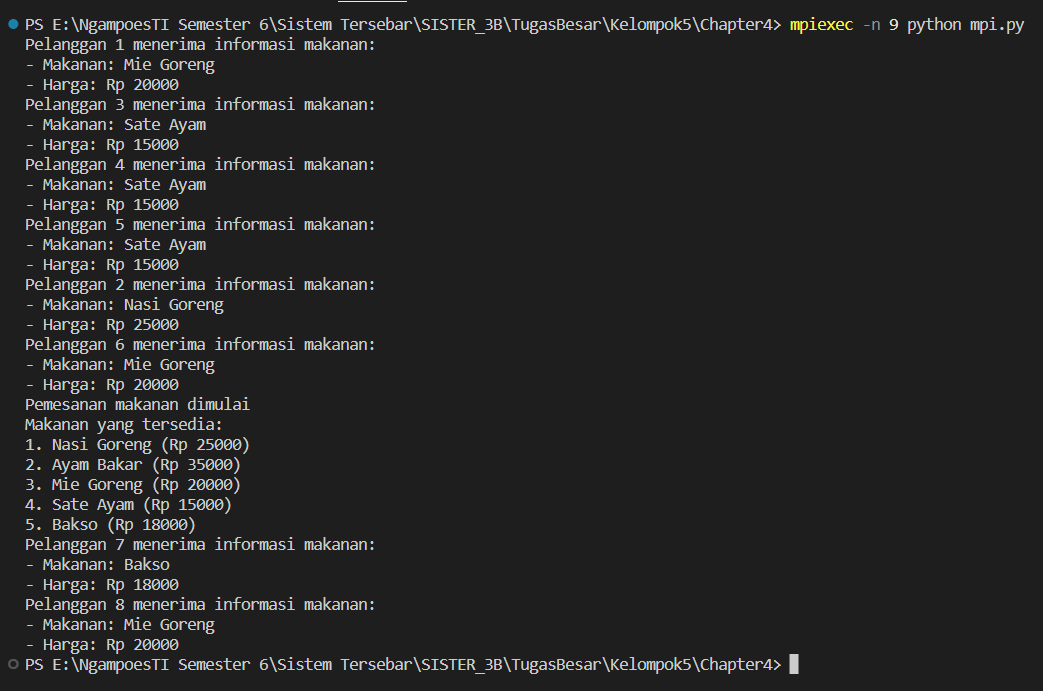 PS E:\NgampoesTI Semester 6\Sistem Tersebar\SISTER_3B\TugasBesar\Kelompok5\Chapter4> mpiexec -n 9 python mpi.py
Pelanggan 1 menerima informasi makanan:
- Makanan: Mie Goreng
- Harga: Rp 20000
Pelanggan 3 menerima informasi makanan:
- Makanan: Sate Ayam
- Harga: Rp 15000
Pelanggan 4 menerima informasi makanan:
- Makanan: Sate Ayam
- Harga: Rp 15000
Pelanggan 5 menerima informasi makanan:
- Makanan: Sate Ayam
- Harga: Rp 15000
Pelanggan 2 menerima informasi makanan:
- Makanan: Nasi Goreng
- Harga: Rp 25000
Pelanggan 6 menerima informasi makanan:
- Makanan: Mie Goreng
- Harga: Rp 20000
Pemesanan makanan dimulai
Makanan yang tersedia:
1. Nasi Goreng (Rp 25000)
2. Ayam Bakar (Rp 35000)
3. Mie Goreng (Rp 20000)
4. Sate Ayam (Rp 15000)
5. Bakso (Rp 18000)
Pelanggan 7 menerima informasi makanan:
- Makanan: Bakso
- Harga: Rp 18000
Pelanggan 8 menerima informasi makanan:
- Makanan: Mie Goreng
- Harga: Rp 20000
PS E:\NgampoesTI Semester 6\Sistem Tersebar\SISTER_3B\TugasBesar\Kelompok5\Chapter4>